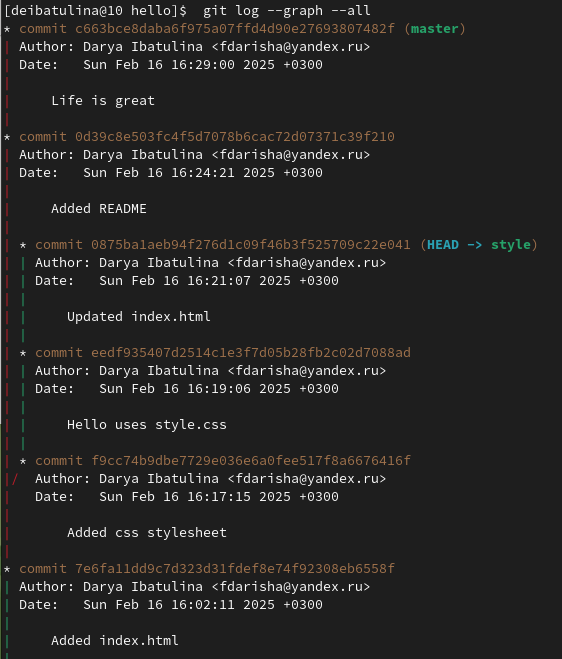 [deibatulina@10 hello]$  git log --graph --all
* commit c663bce8daba6f975a07ffd4d90e27693807482f (master)
| Author: Darya Ibatulina <fdarisha@yandex.ru>
| Date:   Sun Feb 16 16:29:00 2025 +0300
|
|     Life is great
|
* commit 0d39c8e503fc4f5d7078b6cac72d07371c39f210
| Author: Darya Ibatulina <fdarisha@yandex.ru>
| Date:   Sun Feb 16 16:24:21 2025 +0300
|
|     Added README
|
| * commit 0875ba1aeb94f276d1c09f46b3f525709c22e041 (HEAD -> style)
| | Author: Darya Ibatulina <fdarisha@yandex.ru>
| | Date:   Sun Feb 16 16:21:07 2025 +0300
| |
| |     Updated index.html
| |
| * commit eedf935407d2514c1e3f7d05b28fb2c02d7088ad
| | Author: Darya Ibatulina <fdarisha@yandex.ru>
| | Date:   Sun Feb 16 16:19:06 2025 +0300
| |
| |     Hello uses style.css
| |
| * commit f9cc74b9dbe7729e036e6a0fee517f8a6676416f
|/  Author: Darya Ibatulina <fdarisha@yandex.ru>
|   Date:   Sun Feb 16 16:17:15 2025 +0300
|
|       Added css stylesheet
|
* commit 7e6fa11dd9c7d323d31fdef8e74f92308eb6558f
| Author: Darya Ibatulina <fdarisha@yandex.ru>
| Date:   Sun Feb 16 16:02:11 2025 +0300
|
|     Added index.html
|